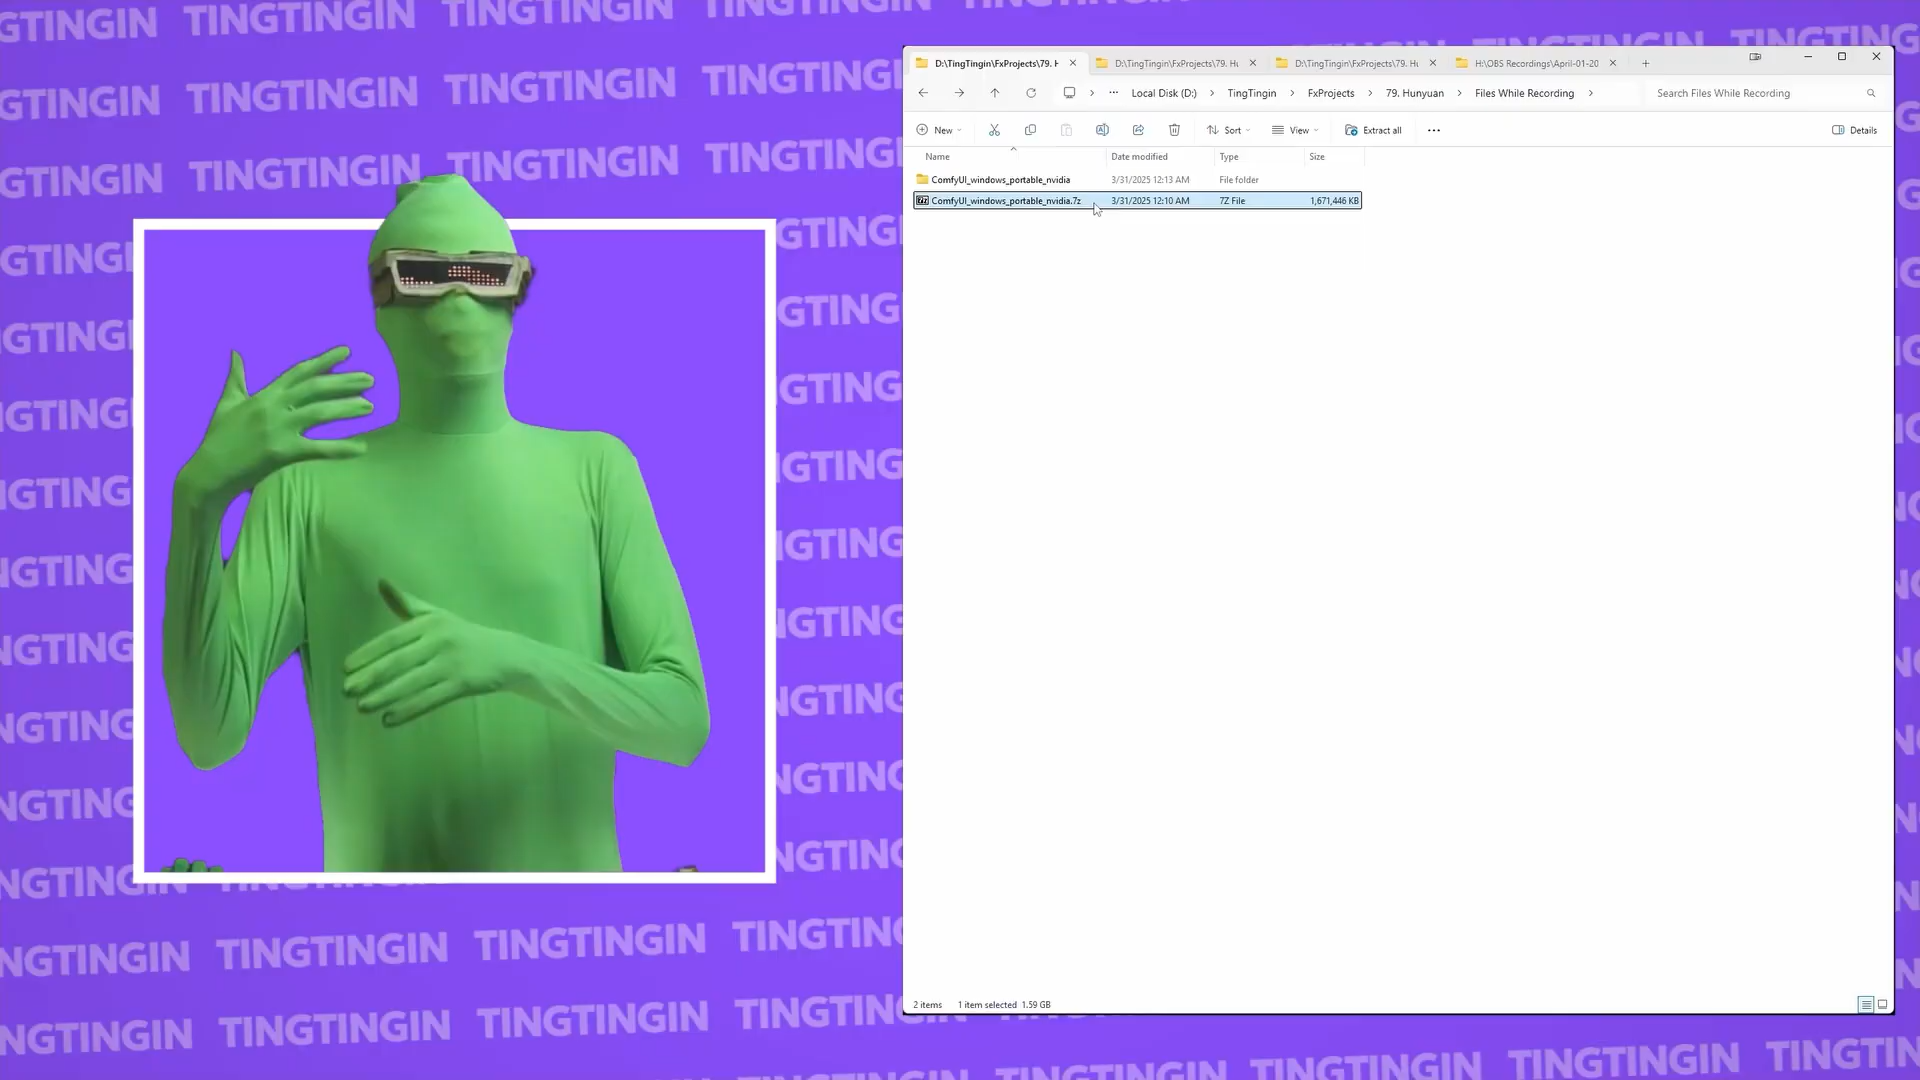 TINGTINGIN
D:\TingTingin\FxProjects\79. H
D:\TingTingin\FxProjects\79. Hu
D:\TingTingin\FxProjects\79. Hu
H:\OBS Recordings\April-01-20
Local Disk (D:) > TingTingin > FxProjects > 79. Hunyuan > Files While Recording >
Search Files While Recording
New
Sort
View
Extract all
Details
Name Date modified Type Size
ComfyUI_windows_portable_nvidia 3/31/2025 12:13 AM File folder
ComfyUI_windows_portable_nvidia.7z 3/31/2025 12:10 AM 7Z File 1,671,446 KB
2 items 1 item selected 1.59 GB